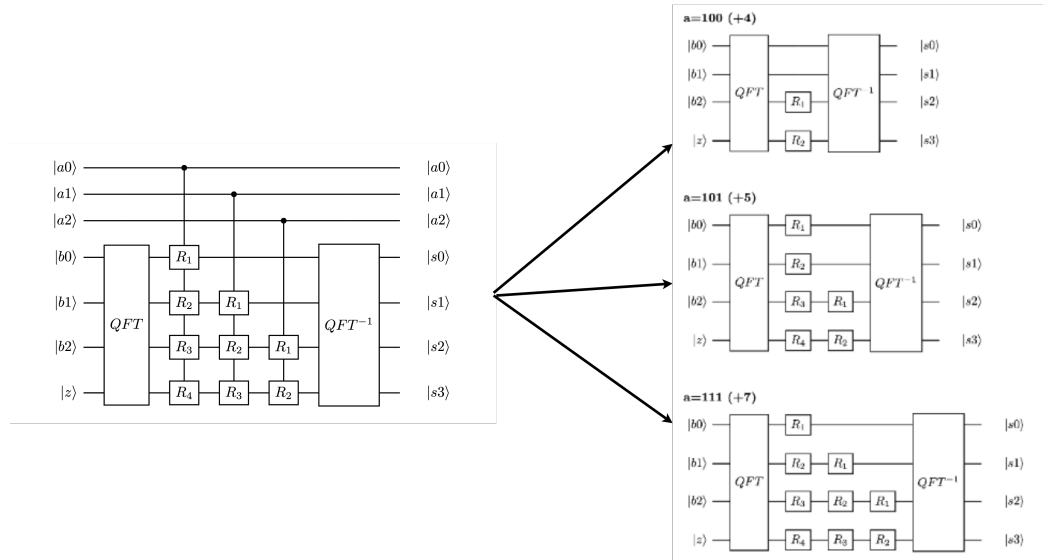 |a0⟩ |a0⟩
|a1⟩ |a1⟩
|a2⟩ |a2⟩
|b0⟩ R₁ |s0⟩
|b1⟩ R₂ R₁ |s1⟩
QFT QFT⁻¹
|b2⟩ R₃ R₂ R₁ |s2⟩
|z⟩ R₄ R₃ R₂ |s3⟩
a=100 (+4)
|b0⟩ |s0⟩
|b1⟩ |s1⟩
QFT QFT⁻¹
|b2⟩ R₁ |s2⟩
|z⟩ R₂ |s3⟩
a=101 (+5)
|b0⟩ R₁ |s0⟩
|b1⟩ R₂ |s1⟩
QFT QFT⁻¹
|b2⟩ R₃ R₁ |s2⟩
|z⟩ R₄ R₂ |s3⟩
a=111 (+7)
|b0⟩ R₁ |s0⟩
|b1⟩ R₂ R₁ |s1⟩
QFT QFT⁻¹
|b2⟩ R₃ R₂ R₁ |s2⟩
|z⟩ R₄ R₃ R₂ |s3⟩